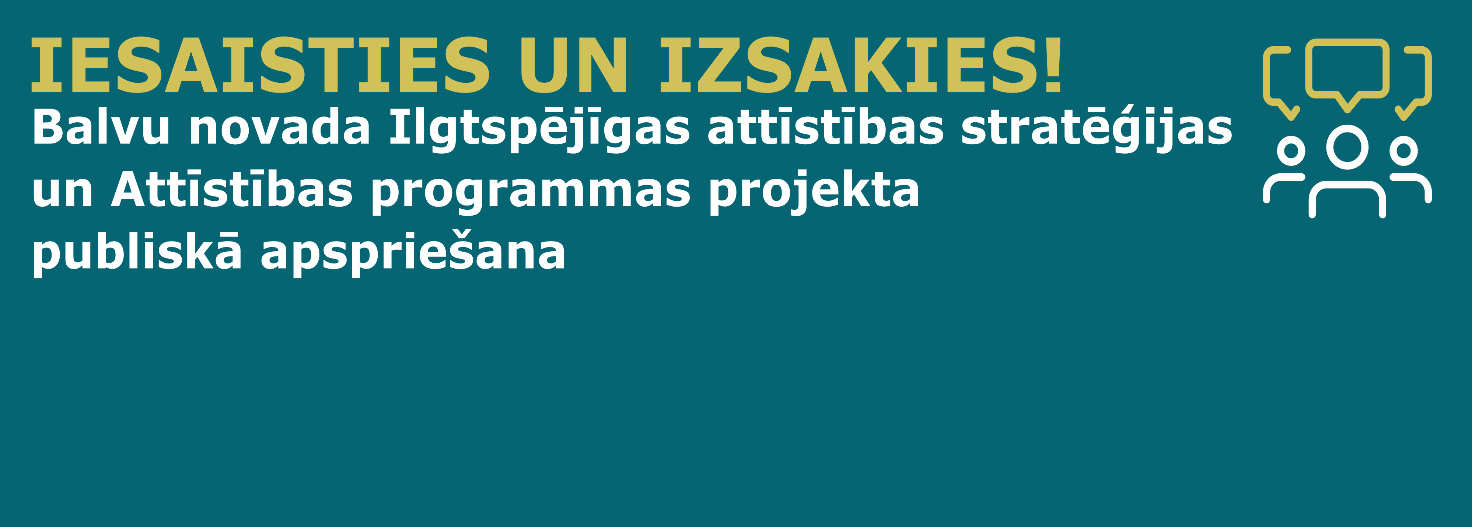 IESAISTIES UN IZSAKIES!
Balvu novada Ilgtspējīgas attīstības stratēģijas
un Attīstības programmas projekta
publiskā apspriešana